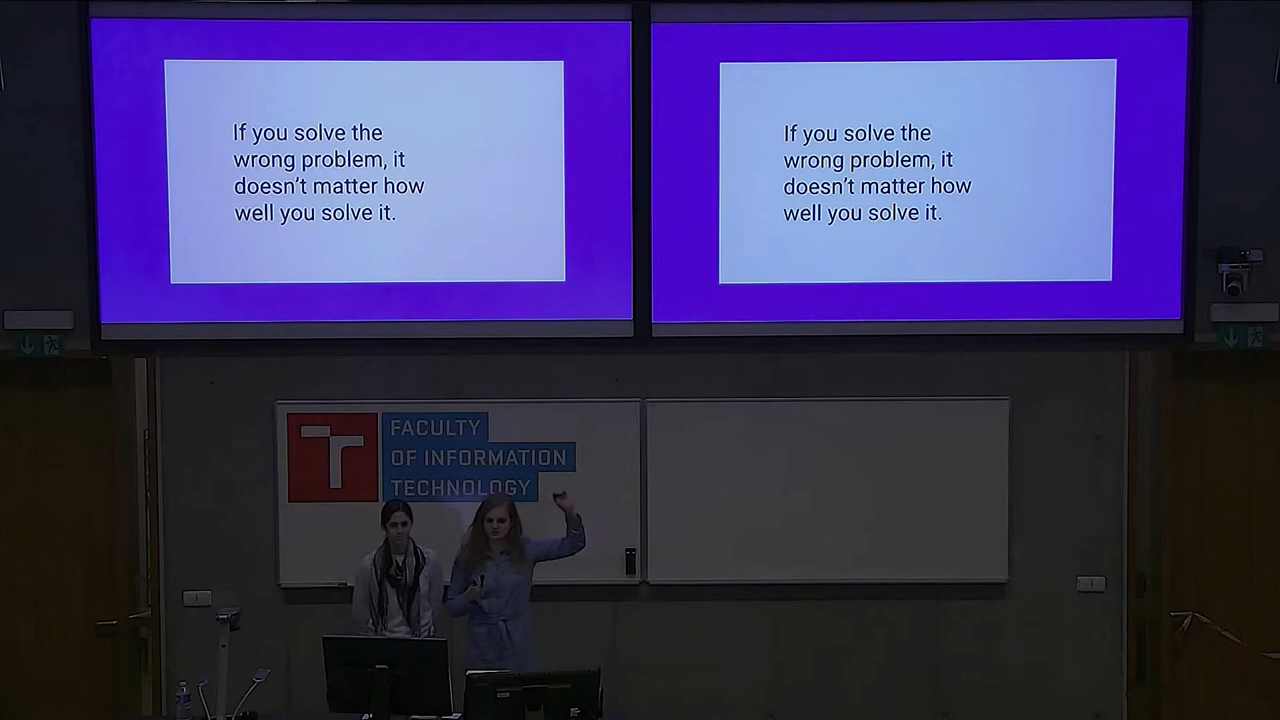 If you solve the
wrong problem, it
doesn't matter how
well you solve it.
If you solve the
wrong problem, it
doesn't matter how
well you solve it.
FACULTY
OF INFORMATION
TECHNOLOGY